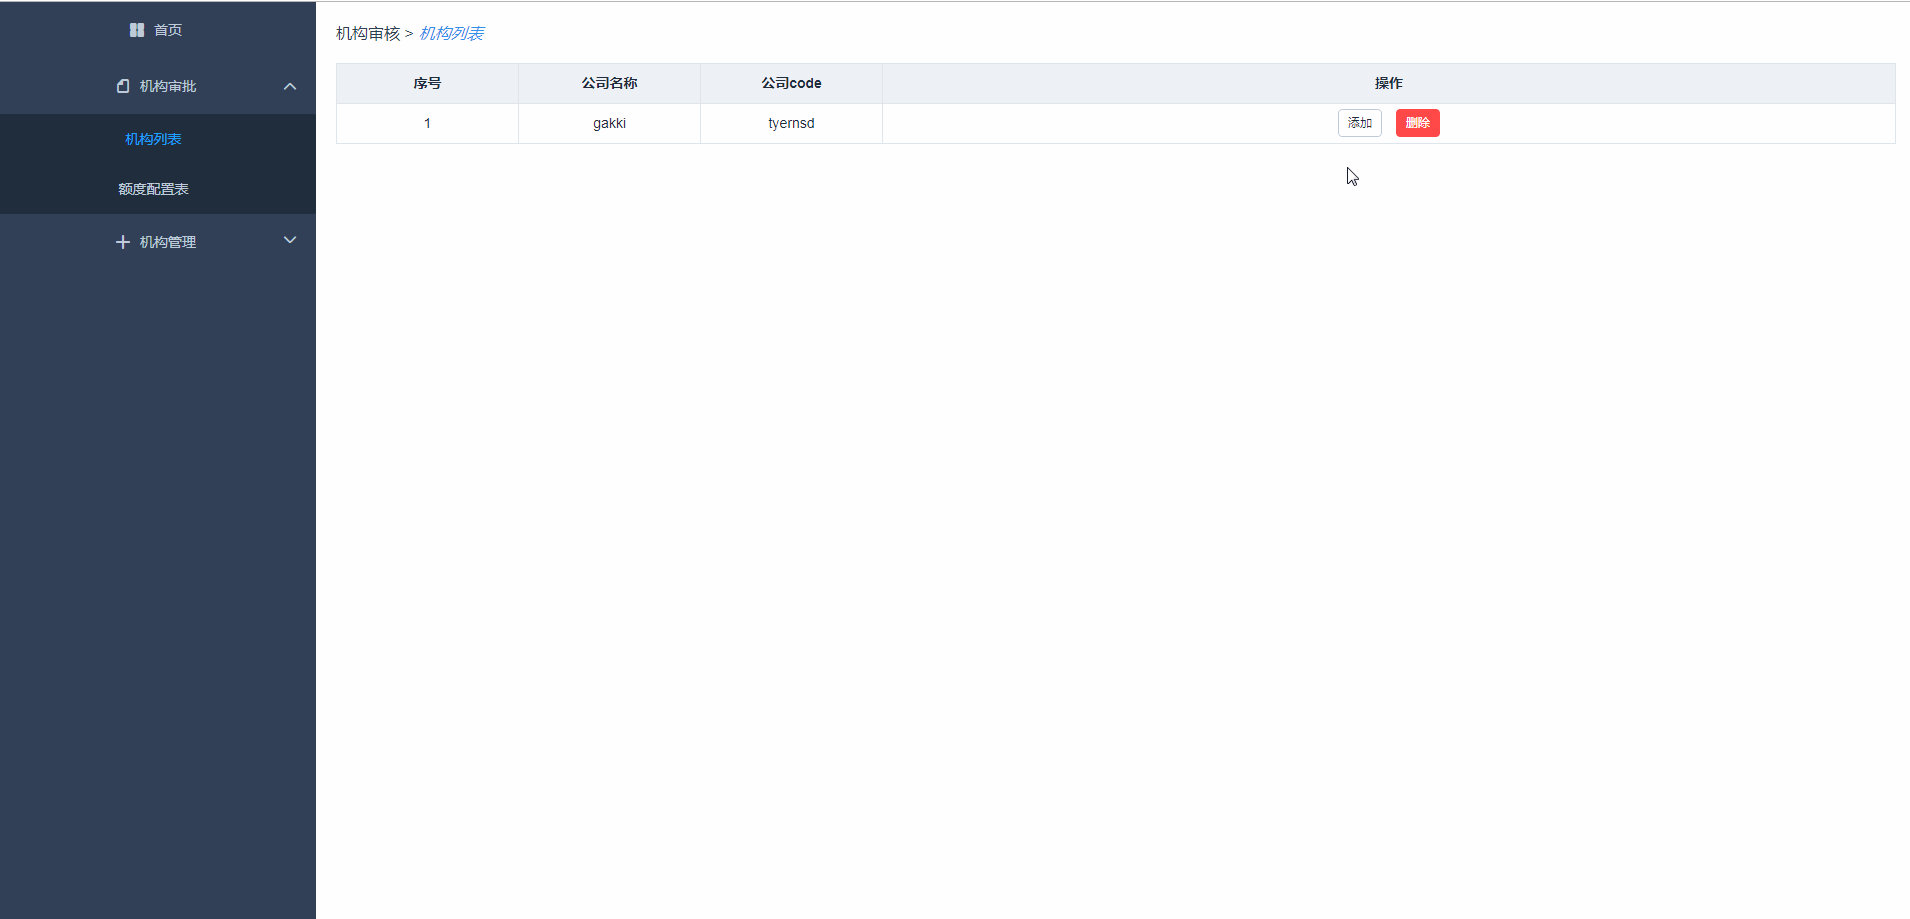 首页
机构审批
机构列表
额度配置表
机构管理
机构审核 > 机构列表
序号 公司名称 公司code 操作
1 gakki tyernsd 添加 删除